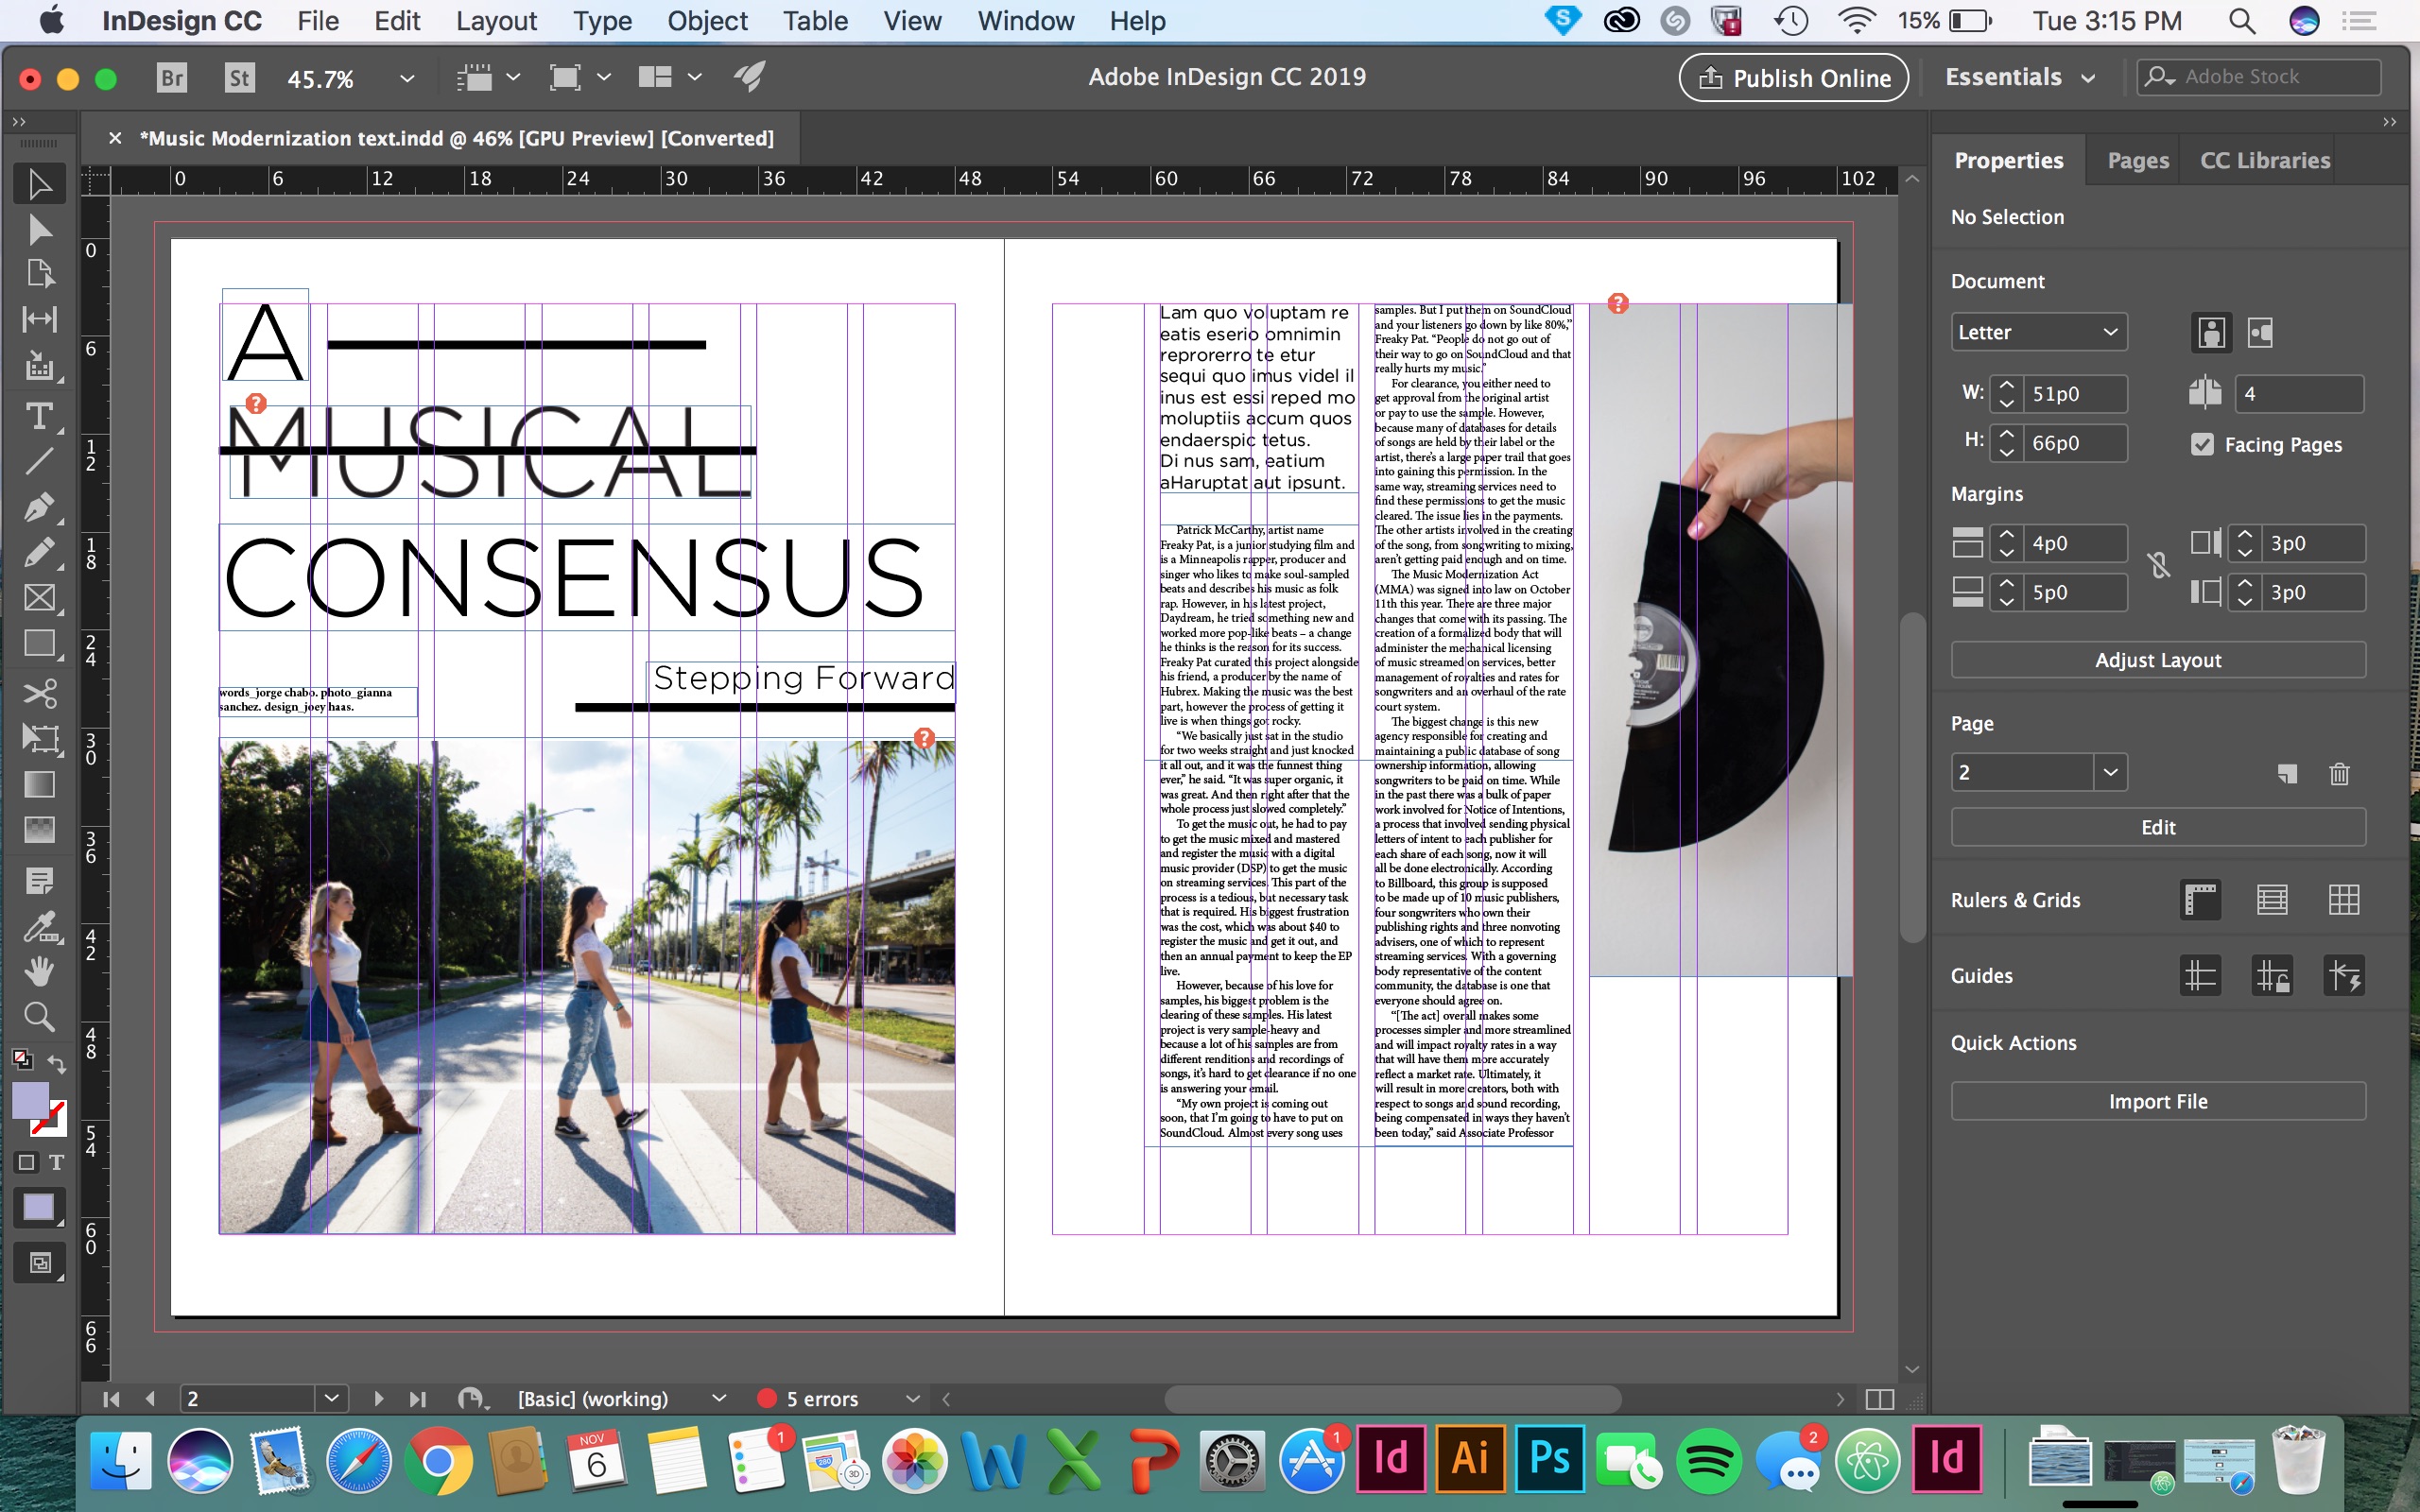 InDesign CC File Edit Layout Type Object Table View Window Help
15% Tue 3:15 PM
Br St 45.7%
Adobe InDesign CC 2019
Publish Online
Essentials
Adobe Stock
*Music Modernization text.indd @ 46% [GPU Preview] [Converted]
0 6 12 18 24 30 36 42 48 54 60 66 72 78 84 90 96 102
0
6
12
18
24
30
36
42
48
54
60
66
A
MUSICAL
CONSENSUS
Stepping Forward
words_jorge chabo. photo_gianna
sanchez. design_joey haas.
Lam quo voluptam re
eatis eserio omnimin
reprorerro te etur
sequi quo imus videl il
inus est essi reped mo
moluptiis accum quos
endaerspic tetus.
Di nus sam, eatium
aHaruptat aut ipsunt.
Patrick McCarthy, artist name
Freaky Pat, is a junior studying film and
is a Minneapolis rapper, producer and
singer who likes to make soul-sampled
beats and describes his music as folk
rap. However, in his latest project,
Daydream, he tried something new and
worked more pop-like beats – a change
he thinks is the reason for its success.
Freaky Pat curated this project alongside
his friend, a producer by the name of
Hubrex. Making the music was the best
part, however the process of getting it
live is when things got rocky.
“We basically just sat in the studio
for two weeks straight and just knocked
it all out, and it was the funnest thing
ever,” he said. “It was super organic, it
was great. And then right after that the
whole process just slowed completely.”
To get the music out, he had to pay
to get the music mixed and mastered
and register the music with a digital
music provider (DSP) to get the music
on streaming services. This part of the
process is a tedious, but necessary task
that is required. His biggest frustration
was the cost, which was about $40 to
register the music and get it out, and
then an annual payment to keep the EP
live.
However, because of his love for
samples, his biggest problem is the
clearing of these samples. His latest
project is very sample-heavy and
because a lot of his samples are from
different renditions and recordings of
songs, it’s hard to get clearance if no one
is answering your email.
“My own project is coming out
soon, that I’m going to have to put on
SoundCloud. Almost every song uses
samples. But I put them on SoundCloud
and your listeners go down by like 80%,”
Freaky Pat. “People do not go out of
their way to go on SoundCloud and that
really hurts my music.”
For clearance, you either need to
get approval from the original artist
or pay to use the sample. However,
because many of databases for details
of songs are held by their label or the
artist, there’s a large paper trail that goes
into gaining this permission. In the
same way, streaming services need to
find these permissions to get the music
cleared. The issue lies in the payments.
The other artists involved in the creating
of the song, from songwriting to mixing,
aren’t getting paid enough and on time.
The Music Modernization Act
(MMA) was signed into law on October
11th this year. There are three major
changes that come with its passing. The
creation of a formalized body that will
administer the mechanical licensing
of music streamed on services, better
management of royalties and rates for
songwriters and an overhaul of the rate
court system.
The biggest change is this new
agency responsible for creating and
maintaining a public database of song
ownership information, allowing
songwriters to be paid on time. While
in the past there was a bulk of paper
work involved for Notice of Intentions,
a process that involved sending physical
letters of intent to each publisher for
each share of each song, now it will
all be done electronically. According
to Billboard, this group is supposed
to be made up of 10 music publishers,
four songwriters who own their
publishing rights and three nonvoting
advisers, one of which to represent
streaming services. With a governing
body representative of the content
community, the database is one that
everyone should agree on.
“[The act] overall makes some
processes simpler and more streamlined
and will impact royalty rates in a way
that will have them more accurately
reflect a market rate. Ultimately, it
will result in more creators, both with
respect to songs and sound recording,
being compensated in ways they haven’t
been today,” said Associate Professor
Properties Pages CC Libraries
No Selection
Document
Letter
W: 51p0 4
H: 66p0 Facing Pages
Margins
4p0 3p0
5p0 3p0
Adjust Layout
Page
2
Edit
Rulers & Grids
Guides
Quick Actions
Import File
2 [Basic] (working) 5 errors
NOV
6
1
280
3D
1
Id Ai Ps
2
Id